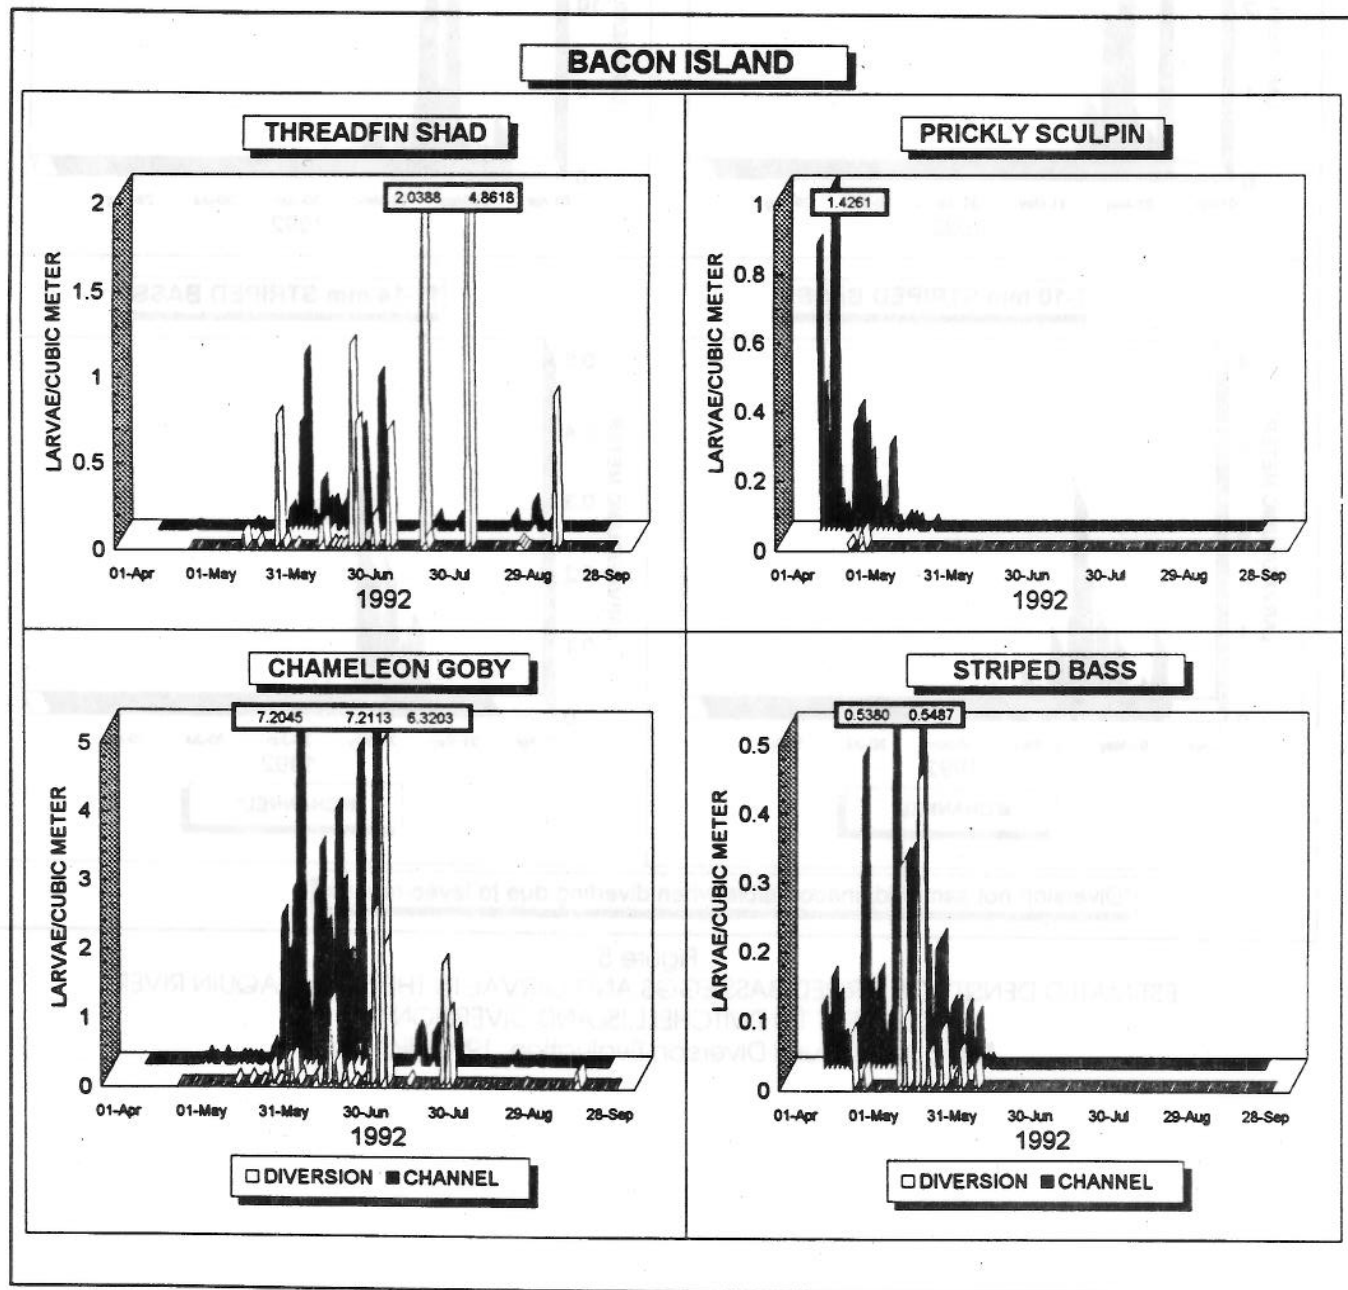 BACON ISLAND
THREADFIN SHAD
2.0388 4.8618
LARVAE/CUBIC METER
2
1.5
1
0.5
0
01-Apr 01-May 31-May 30-Jun 30-Jul 29-Aug 28-Sep
1992
PRICKLY SCULPIN
1.4261
LARVAE/CUBIC METER
1
0.8
0.6
0.4
0.2
0
01-Apr 01-May 31-May 30-Jun 30-Jul 29-Aug 28-Sep
1992
CHAMELEON GOBY
7.2045 7.2113 6.3203
LARVAE/CUBIC METER
5
4
3
2
1
0
01-Apr 01-May 31-May 30-Jun 30-Jul 29-Aug 28-Sep
1992
DIVERSION CHANNEL
STRIPED BASS
0.5380 0.5487
LARVAE/CUBIC METER
0.5
0.4
0.3
0.2
0.1
0
01-Apr 01-May 31-May 30-Jun 30-Jul 29-Aug 28-Sep
1992
DIVERSION CHANNEL